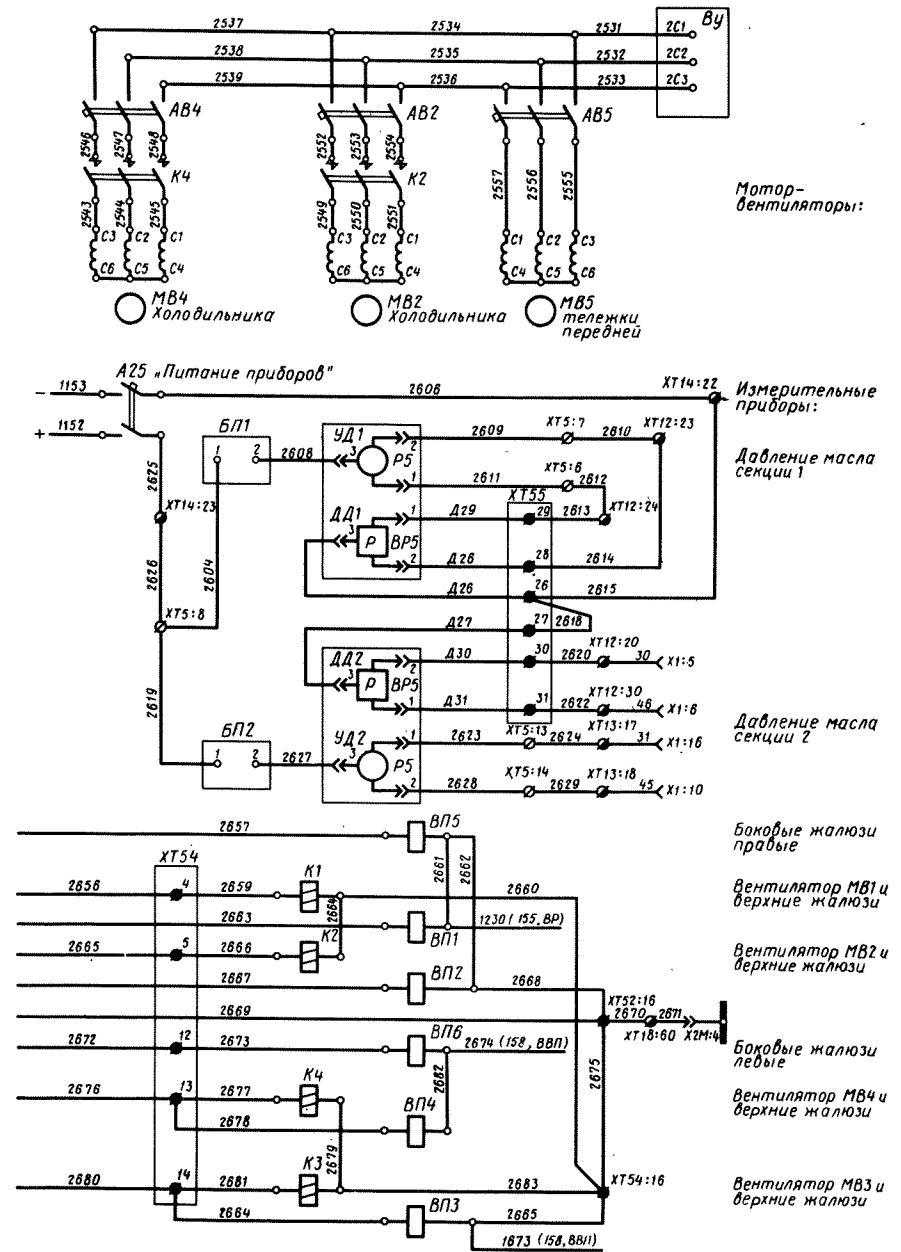 2537
2534
2531
2С1
Ву
2538
2535
2532
2С2
2539
2536
2533
2С3
АВ4
АВ2
АВ5
2546
2547
2548
2552
2553
2554
К4
К2
2557
2556
2555
Мотор-
вентиляторы:
2543
2544
2545
2549
2550
2551
С3 С2 С1
С6 С5 С4
С3 С2 С1
С6 С5 С4
С1 С2 С3
С4 С5 С6
МВ4
Холодильника
МВ2
Холодильника
МВ5
тележки
передней
А25 „Питание приборов"
- 1153
2606
ХТ14:22
Измерительные
приборы:
+ 1152
2625
БП1
1 2
2608
УД1
3
Р5
2
1
2609
ХТ5:7
2610
ХТ12:23
2611
ХТ5:6
2612
Давление масла
секции 1
ХТ14:23
ХТ55
ДД1
3
Р
ВР5
1
2
Д29
29
2613
ХТ12:24
2626
2604
Д26
28
2614
Д26
26
2615
ХТ5:8
Д27
27
2618
2619
ДД2
3
Р
ВР5
2
1
Д30
30
2620
ХТ12:20
30
Х1:5
Д31
31
2622
ХТ12:30
46
Х1:6
БП2
1 2
2627
УД2
3
Р5
1
2
2623
ХТ5:13
2624
ХТ13:17
31
Х1:16
Давление масла
секции 2
2628
ХТ5:14
2629
ХТ13:18
45
Х1:10
2657
ВП5
Боковые жалюзи
правые
ХТ54
2661
2662
2656
4
2659
К1
2660
Вентилятор МВ1 и
верхние жалюзи
2664
2663
ВП1
1230 (155, ВР)
2665
5
2666
К2
Вентилятор МВ2 и
верхние жалюзи
2667
ВП2
2668
2669
ХТ52:16
2670
2671
ХТ18:60
Х2М:4
2672
12
2673
ВП6
2674 (158, ВВП)
Боковые жалюзи
левые
2682
2675
2676
13
2677
К4
Вентилятор МВ4 и
верхние жалюзи
2678
ВП4
2679
2680
14
2681
К3
2683
ХТ54:16
Вентилятор МВ3 и
верхние жалюзи
2664
ВП3
2665
1673 (158, ВВП)